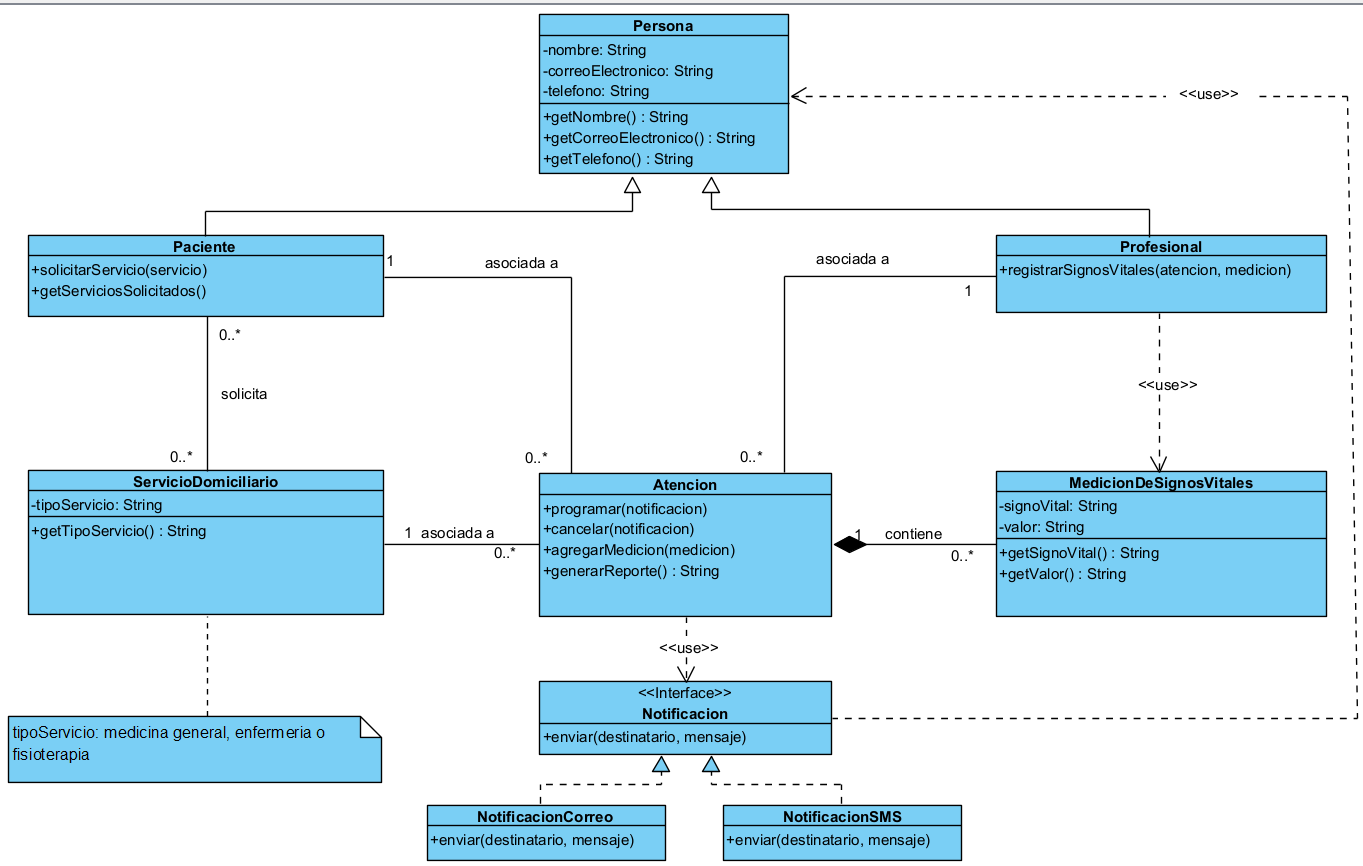 Persona
-nombre: String
-correoElectronico: String
-telefono: String
+getNombre() : String
+getCorreoElectronico() : String
+getTelefono() : String
<<use>>
Paciente
+solicitarServicio(servicio)
+getServiciosSolicitados()
1
asociada a
asociada a
1
Profesional
+registrarSignosVitales(atencion, medicion)
0..*
solicita
0..*
<<use>>
0..*
0..*
ServicioDomiciliario
-tipoServicio: String
+getTipoServicio() : String
1 asociada a
0..*
Atencion
+programar(notificacion)
+cancelar(notificacion)
+agregarMedicion(medicion)
+generarReporte() : String
1
contiene
0..*
MedicionDeSignosVitales
-signoVital: String
-valor: String
+getSignoVital() : String
+getValor() : String
<<use>>
tipoServicio: medicina general, enfermeria o
fisioterapia
<<Interface>>
Notificacion
+enviar(destinatario, mensaje)
NotificacionCorreo
+enviar(destinatario, mensaje)
NotificacionSMS
+enviar(destinatario, mensaje)